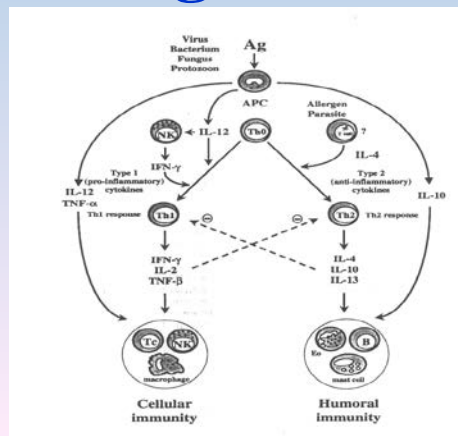 Virus
Bacterium
Fungus
Protozoon
Ag
APC
Allergen
Parasite
NK
IL-12
Th0
?
IFN-γ
IL-4
Type 1
(pro-inflammatory)
cytokines
Type 2
(anti-inflammatory)
cytokines
IL-12
TNF-α
IL-10
Th1 response
Th1
Th2
Th2 response
IFN-γ
IL-2
TNF-β
IL-4
IL-10
IL-13
Tc
NK
macrophage
Eo
B
mast cell
Cellular
immunity
Humoral
immunity